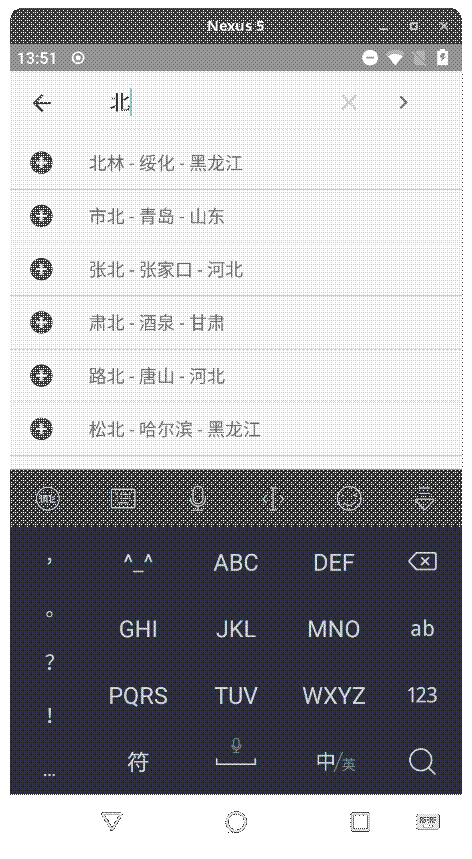 Nexus 5
13:51
北
北林 - 绥化 - 黑龙江
市北 - 青岛 - 山东
张北 - 张家口 - 河北
肃北 - 酒泉 - 甘肃
路北 - 唐山 - 河北
松北 - 哈尔滨 - 黑龙江
， ^_^ ABC DEF
。 GHI JKL MNO ab
？
！ PQRS TUV WXYZ 123
… 符 中/英